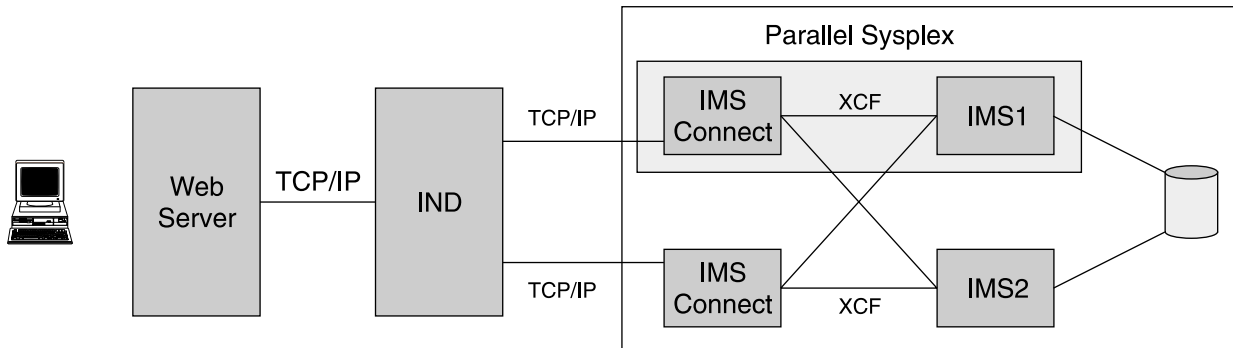 Parallel Sysplex
Web
Server
TCP/IP
IND
TCP/IP
TCP/IP
IMS
Connect
XCF
IMS1
IMS
Connect
XCF
IMS2